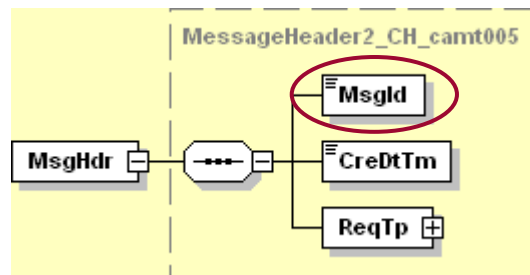 MessageHeader2_CH_camt005
MsgId
MsgHdr
CreDtTm
ReqTp